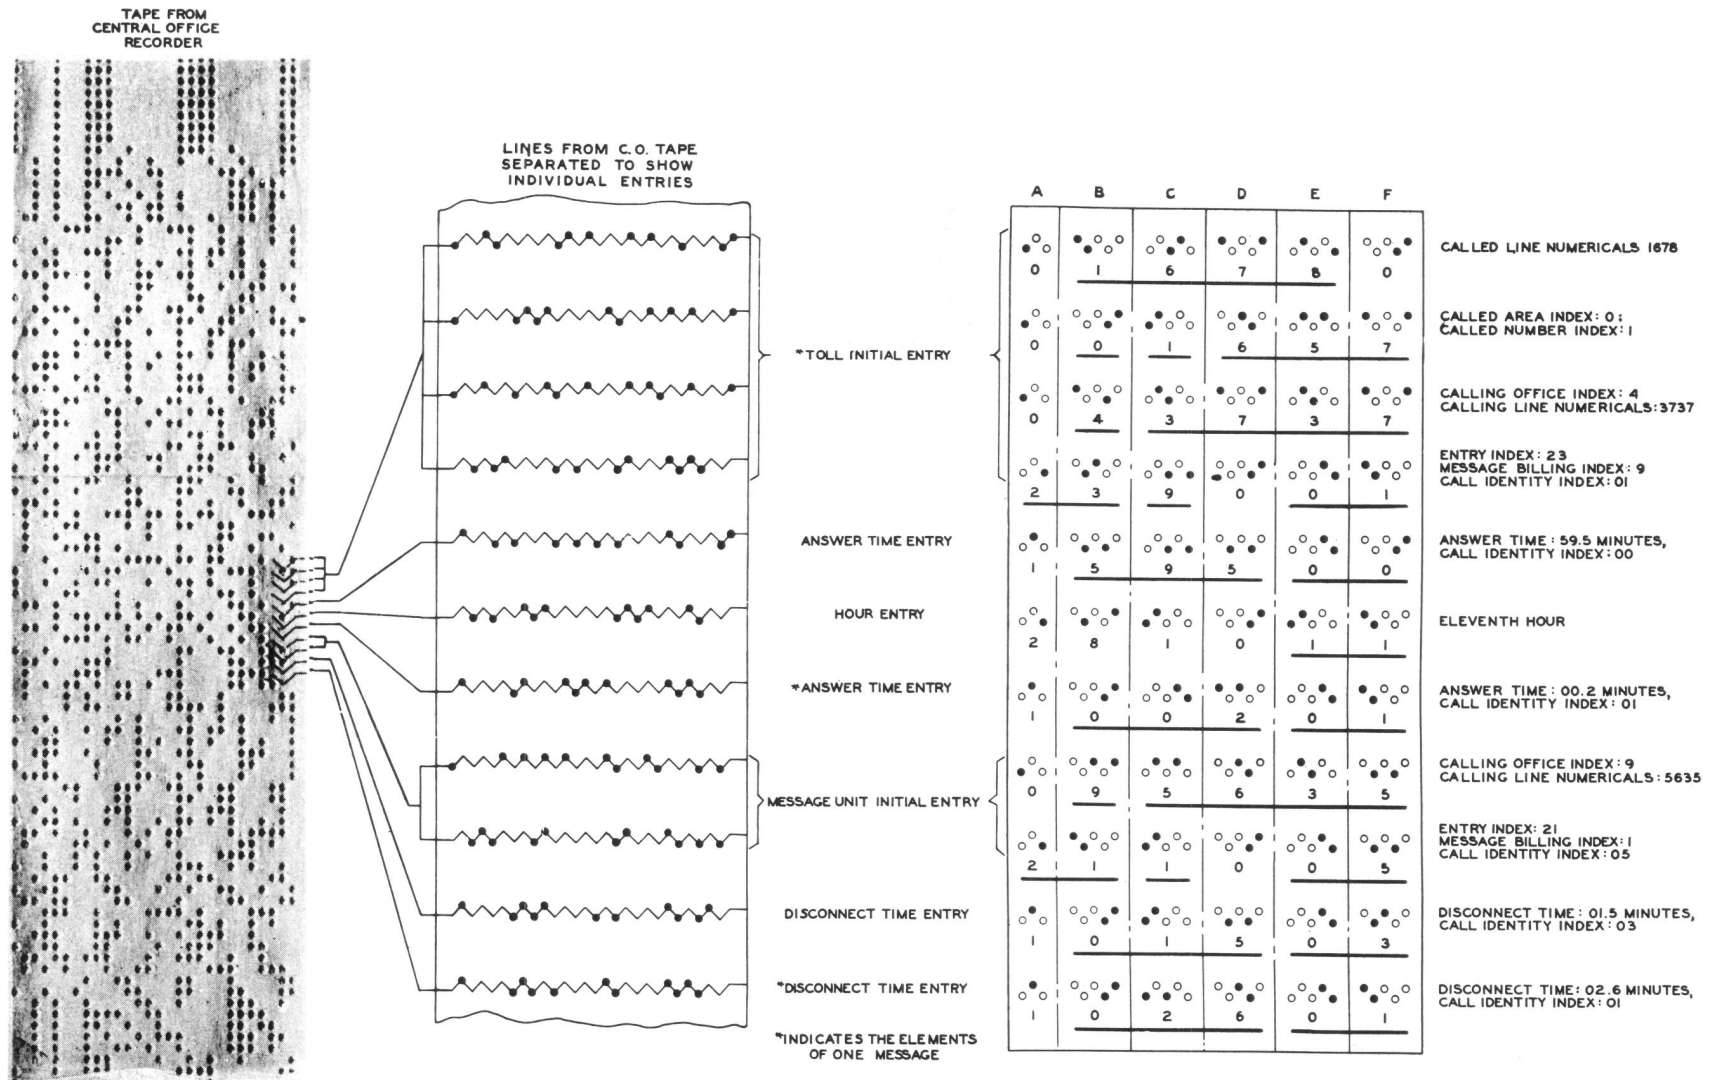 TAPE FROM
CENTRAL OFFICE
RECORDER
LINES FROM C.O. TAPE
SEPARATED TO SHOW
INDIVIDUAL ENTRIES
*TOLL INITIAL ENTRY
ANSWER TIME ENTRY
HOUR ENTRY
*ANSWER TIME ENTRY
MESSAGE UNIT INITIAL ENTRY
DISCONNECT TIME ENTRY
*DISCONNECT TIME ENTRY
*INDICATES THE ELEMENTS
OF ONE MESSAGE
A B C D E F
0 1 6 7 8 0
CALLED LINE NUMERICALS 1678
0 0 1 6 5 7
CALLED AREA INDEX: 0;
CALLED NUMBER INDEX: 1
0 4 3 7 3 7
CALLING OFFICE INDEX: 4
CALLING LINE NUMERICALS: 3737
2 3 9 0 0 1
ENTRY INDEX: 23
MESSAGE BILLING INDEX: 9
CALL IDENTITY INDEX: 01
1 5 9 5 0 0
ANSWER TIME: 59.5 MINUTES,
CALL IDENTITY INDEX: 00
2 8 1 0 1 1
ELEVENTH HOUR
1 0 0 2 0 1
ANSWER TIME: 00.2 MINUTES,
CALL IDENTITY INDEX: 01
0 9 5 6 3 5
CALLING OFFICE INDEX: 9
CALLING LINE NUMERICALS: 5635
2 1 1 0 0 5
ENTRY INDEX: 21
MESSAGE BILLING INDEX: 1
CALL IDENTITY INDEX: 05
1 0 1 5 0 3
DISCONNECT TIME: 01.5 MINUTES,
CALL IDENTITY INDEX: 03
1 0 2 6 0 1
DISCONNECT TIME: 02.6 MINUTES,
CALL IDENTITY INDEX: 01